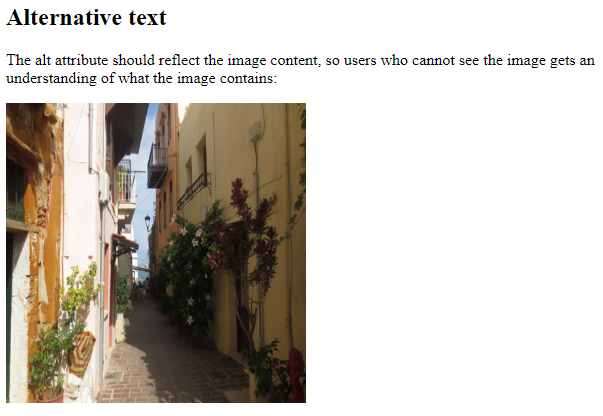 Alternative text
The alt attribute should reflect the image content, so users who cannot see the image gets an
understanding of what the image contains: